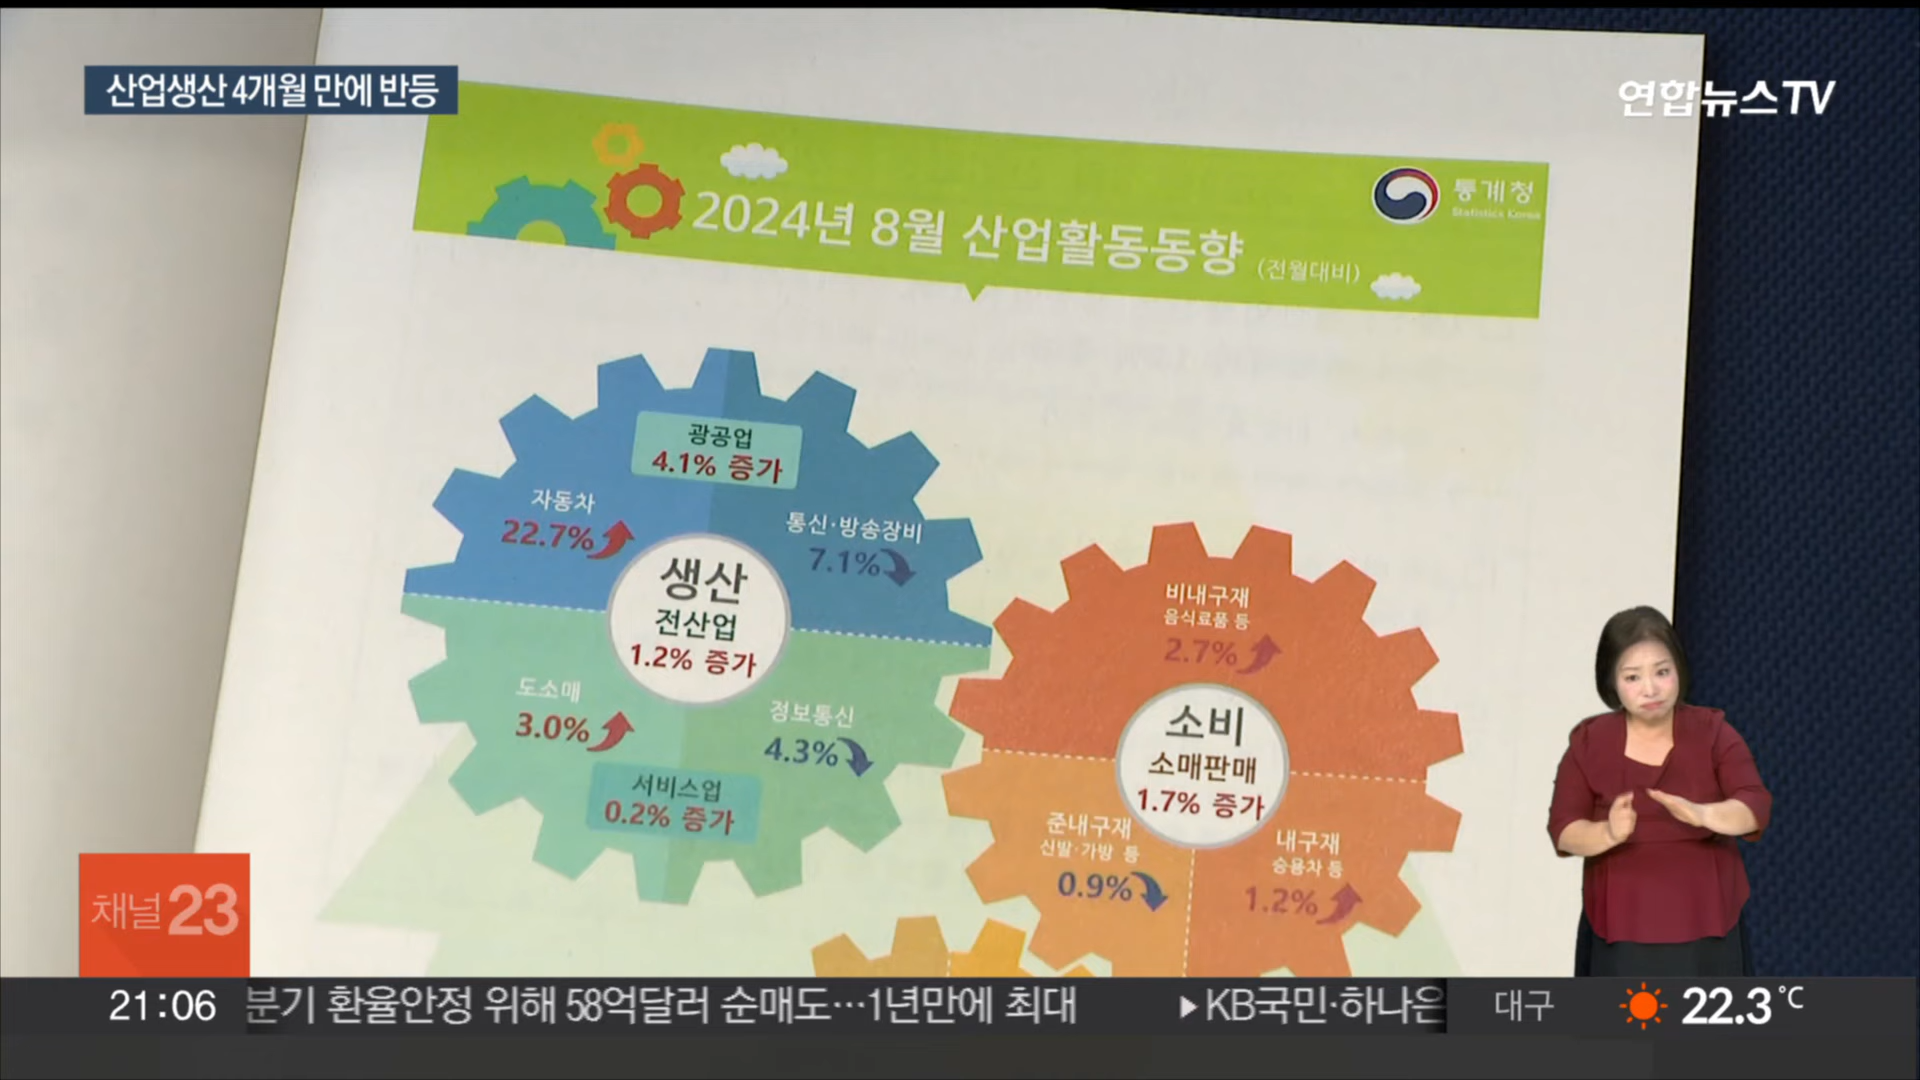 산업생산 4개월 만에 반등
연합뉴스TV
통계청
Statistics Korea
2024년 8월 산업활동동향 (전월대비)
광공업
4.1% 증가
자동차
22.7%
통신·방송장비
7.1%
생산
전산업
1.2% 증가
도소매
3.0%
정보통신
4.3%
서비스업
0.2% 증가
비내구재
음식료품 등
2.7%
소비
소매판매
1.7% 증가
준내구재
신발·가방 등
0.9%
내구재
승용차 등
1.2%
채널 23
21:06 분기 환율안정 위해 58억달러 순매도…1년만에 최대 ▶KB국민·하나은 대구 22.3℃